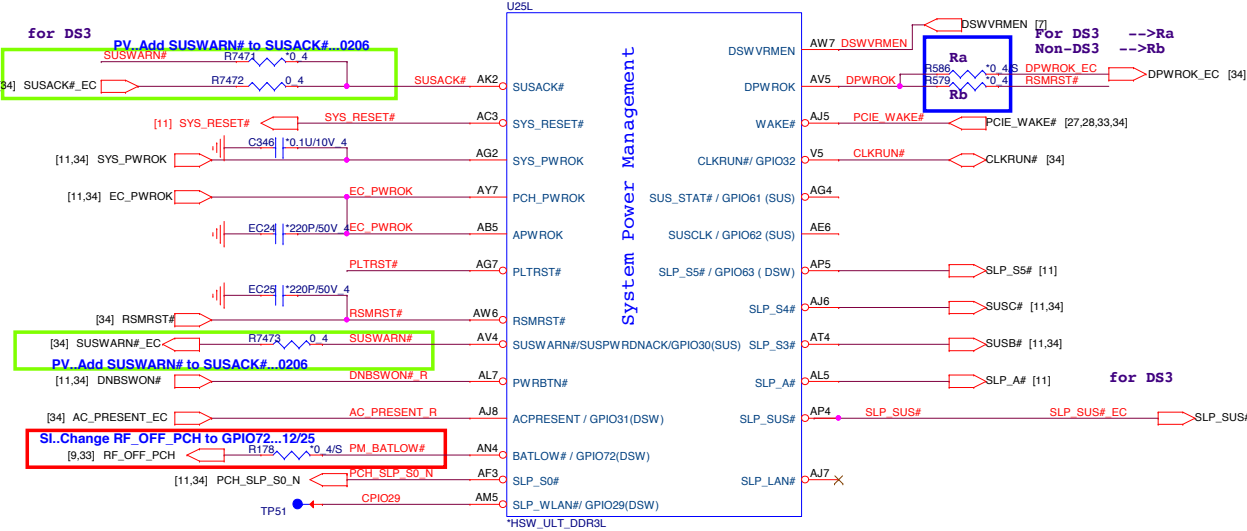 U25L
for DS3
PV..Add SUSWARN# to SUSACK#...0206
SUSWARN#
R7471
*0_4
[34] SUSACK#_EC
R7472
0_4
SUSACK#
AK2
SUSACK#
[11] SYS_RESET#
SYS_RESET#
AC3
SYS_RESET#
C346
*0.1U/10V_4
[11,34] SYS_PWROK
AG2
SYS_PWROK
[11,34] EC_PWROK
EC_PWROK
AY7
PCH_PWROK
EC24
*220P/50V_4
EC_PWROK
AB5
APWROK
PLTRST#
AG7
PLTRST#
EC25
*220P/50V_4
[34] RSMRST#
RSMRST#
AW6
RSMRST#
[34] SUSWARN#_EC
R7473
0_4
SUSWARN#
AV4
SUSWARN#/SUSPWRDNACK/GPIO30(SUS)
PV..Add SUSWARN# to SUSACK#...0206
[11,34] DNBSWON#
DNBSWON#_R
AL7
PWRBTN#
[34] AC_PRESENT_EC
AC_PRESENT_R
AJ8
ACPRESENT / GPIO31(DSW)
SI..Change RF_OFF_PCH to GPIO72...12/25
[9,33] RF_OFF_PCH
R178
*0_4/S
PM_BATLOW#
AN4
BATLOW# / GPIO72(DSW)
[11,34] PCH_SLP_S0_N
PCH_SLP_S0_N
AF3
SLP_S0#
TP51
CPIO29
AM5
SLP_WLAN#/ GPIO29(DSW)
*HSW_ULT_DDR3L
System Power Management
DSWVRMEN
AW7
DSWVRMEN
DSWVRMEN [7]
For DS3 -->Ra
Non-DS3 -->Rb
DPWROK
AV5
DPWROK
Ra
R586
*0_4/S
DPWROK_EC
DPWROK_EC [34]
R579
*0_4
RSMRST#
Rb
WAKE#
AJ5
PCIE_WAKE#
PCIE_WAKE# [27,28,33,34]
CLKRUN#/ GPIO32
V5
CLKRUN#
CLKRUN# [34]
SUS_STAT# / GPIO61 (SUS)
AG4
SUSCLK / GPIO62 (SUS)
AE6
SLP_S5# / GPIO63 ( DSW)
AP5
SLP_S5# [11]
SLP_S4#
AJ6
SUSC# [11,34]
SLP_S3#
AT4
SUSB# [11,34]
SLP_A#
AL5
SLP_A# [11]
for DS3
SLP_SUS#
AP4
SLP_SUS#
SLP_SUS#_EC
SLP_SUS#
SLP_LAN#
AJ7